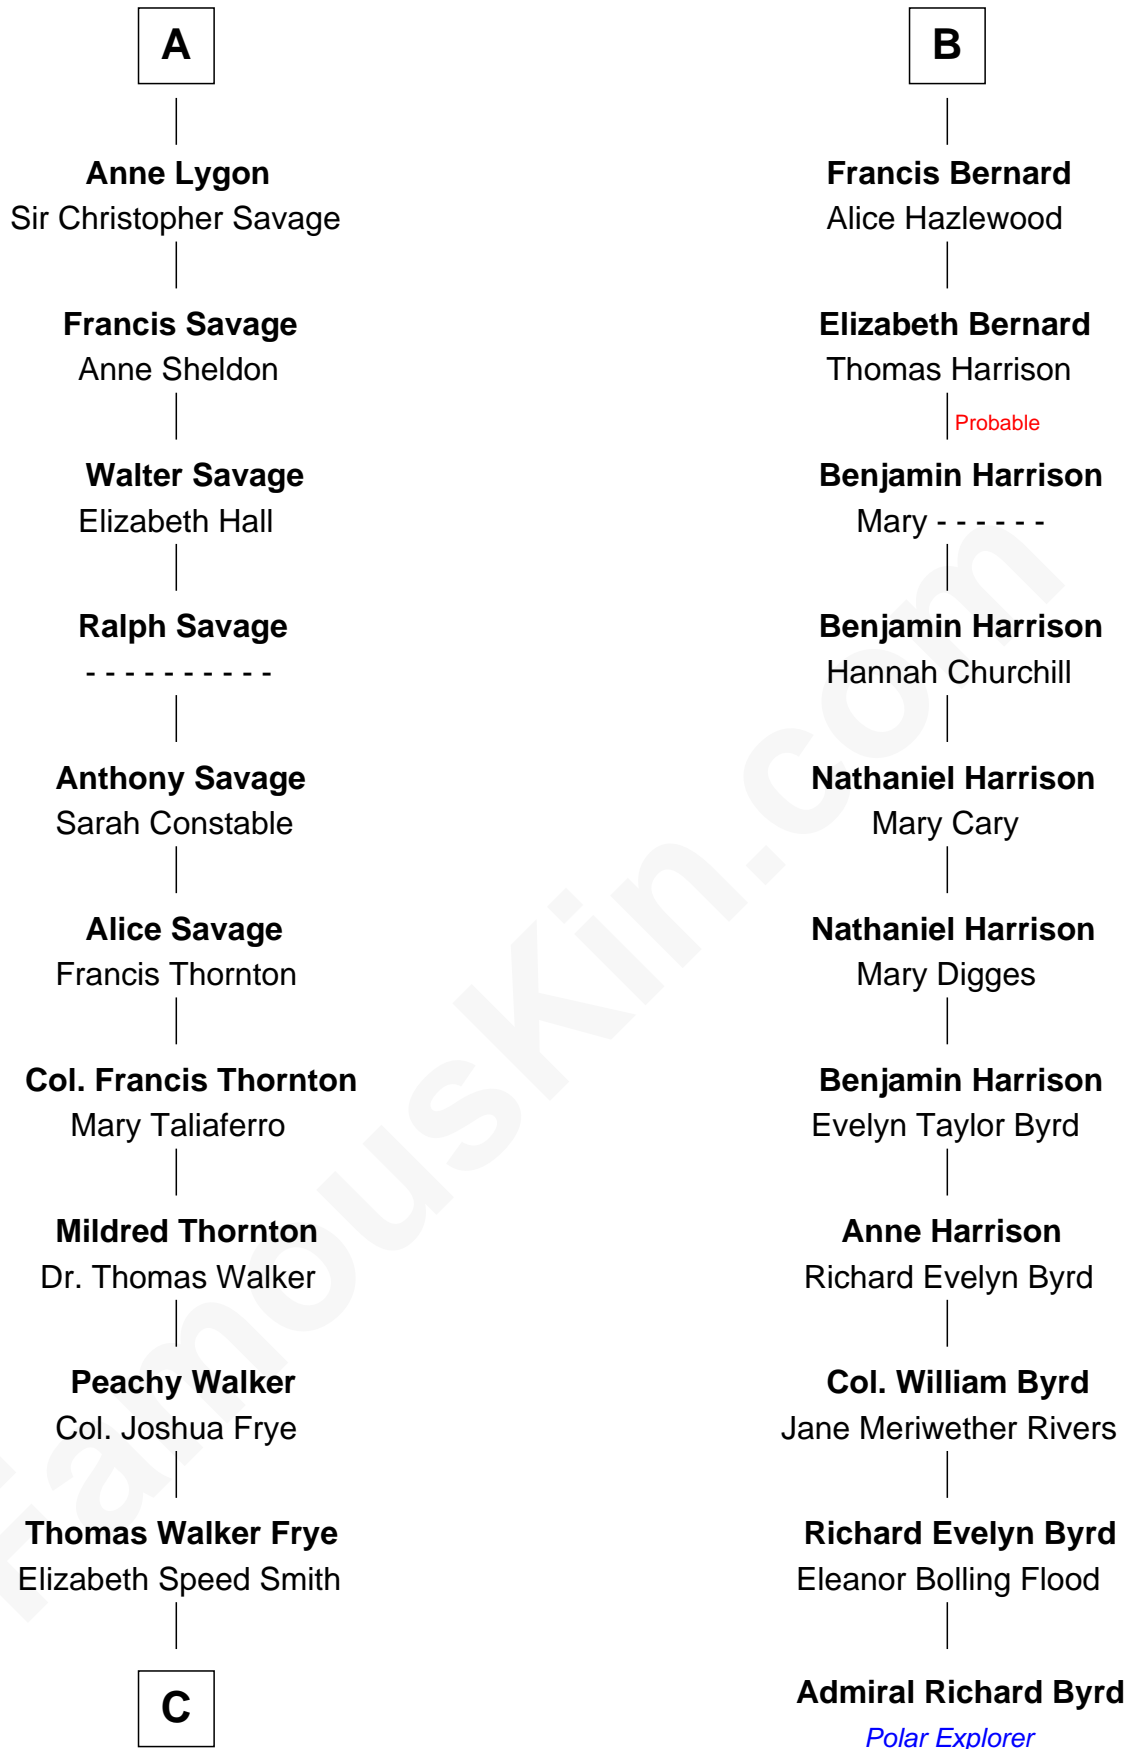 A
Anne Lygon
Sir Christopher Savage
Francis Savage
Anne Sheldon
Walter Savage
Elizabeth Hall
Ralph Savage
- - - - - - - - - -
Anthony Savage
Sarah Constable
Alice Savage
Francis Thornton
Col. Francis Thornton
Mary Taliaferro
Mildred Thornton
Dr. Thomas Walker
Peachy Walker
Col. Joshua Frye
Thomas Walker Frye
Elizabeth Speed Smith
C
B
Francis Bernard
Alice Hazlewood
Elizabeth Bernard
Thomas Harrison
Probable
Benjamin Harrison
Mary - - - - - -
Benjamin Harrison
Hannah Churchill
Nathaniel Harrison
Mary Cary
Nathaniel Harrison
Mary Digges
Benjamin Harrison
Evelyn Taylor Byrd
Anne Harrison
Richard Evelyn Byrd
Col. William Byrd
Jane Meriwether Rivers
Richard Evelyn Byrd
Eleanor Bolling Flood
Admiral Richard Byrd
Polar Explorer
FamousKin.com